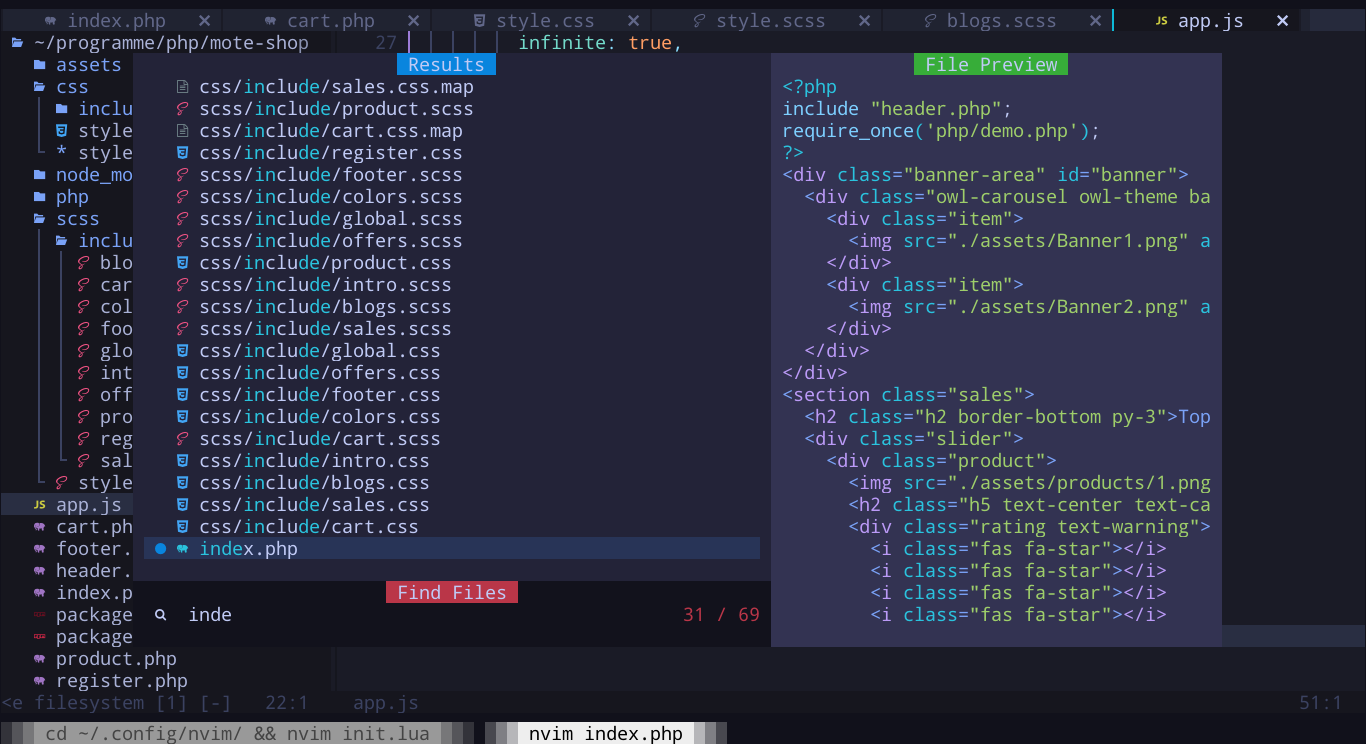 index.php ✕ cart.php ✕ style.css ✕ style.scss ✕ blogs.scss ✕ JS app.js ✕
~/programme/php/mote-shop
27 infinite: true,
assets
css
inclu
style
* style
node_mo
php
scss
inclu
blo
car
col
foo
glo
int
off
pro
reg
sal
style
JS app.js
cart.ph
footer.
header.
index.p
package
package
product.php
register.php
Results
css/include/sales.css.map
scss/include/product.scss
css/include/cart.css.map
css/include/register.css
scss/include/footer.scss
scss/include/colors.scss
scss/include/global.scss
scss/include/offers.scss
css/include/product.css
scss/include/intro.scss
scss/include/blogs.scss
scss/include/sales.scss
css/include/global.css
css/include/offers.css
css/include/footer.css
css/include/colors.css
scss/include/cart.scss
css/include/intro.css
css/include/blogs.css
css/include/sales.css
css/include/cart.css
index.php
Find Files
inde 31 / 69
File Preview
<?php
include "header.php";
require_once('php/demo.php');
?>
<div class="banner-area" id="banner">
<div class="owl-carousel owl-theme ba
<div class="item">
<img src="./assets/Banner1.png" a
</div>
<div class="item">
<img src="./assets/Banner2.png" a
</div>
</div>
</div>
<section class="sales">
<h2 class="h2 border-bottom py-3">Top
<div class="slider">
<div class="product">
<img src="./assets/products/1.png
<h2 class="h5 text-center text-ca
<div class="rating text-warning">
<i class="fas fa-star"></i>
<i class="fas fa-star"></i>
<i class="fas fa-star"></i>
<i class="fas fa-star"></i>
<e filesystem [1] [-] 22:1 app.js 51:1
cd ~/.config/nvim/ && nvim init.lua nvim index.php